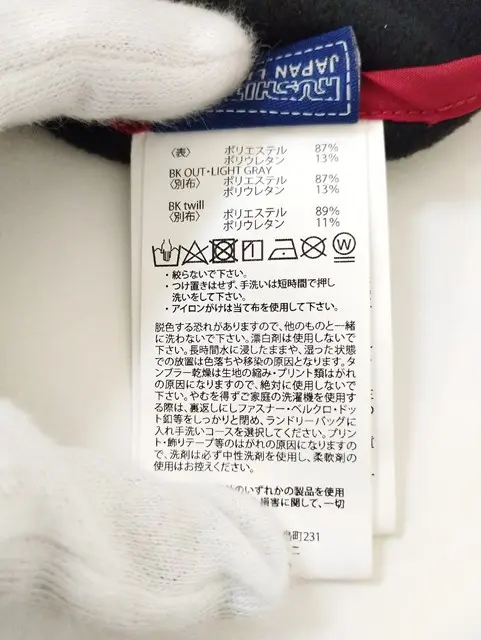 JAPAN L
〈表〉 ポリエステル 87%
ポリウレタン 13%
BK OUT・LIGHT GRAY
〈別布〉 ポリエステル 87%
ポリウレタン 13%
BK twill
〈別布〉 ポリエステル 89%
ポリウレタン 11%
W
・絞らないで下さい。
・つけ置きはせず、手洗いは短時間で押し
洗いをして下さい。
・アイロンがけは当て布を使用して下さい。
脱色する恐れがありますので、他のものと一緒
に洗わないで下さい。漂白剤は使用しないで
下さい。長時間水に浸したままや、湿った状態
での放置は色落ちや移染の原因となります。タ
ンブラー乾燥は生地の縮み・プリント類はがれ
の原因になりますので、絶対に使用しないで
下さい。やむを得ずご家庭の洗濯機を使用す
る際は、裏返しにしファスナー・ベルクロ・ドッ
ト釦等をしっかりと閉め、ランドリーバッグに
入れ手洗いコースを選択してください。プリン
ト・飾りテープ等のはがれの原因になりますの
で、洗剤は必ず中性洗剤を使用し、柔軟剤の
使用はお控えください。
のいずれかの製品を使用
損害に関して、一切
町231